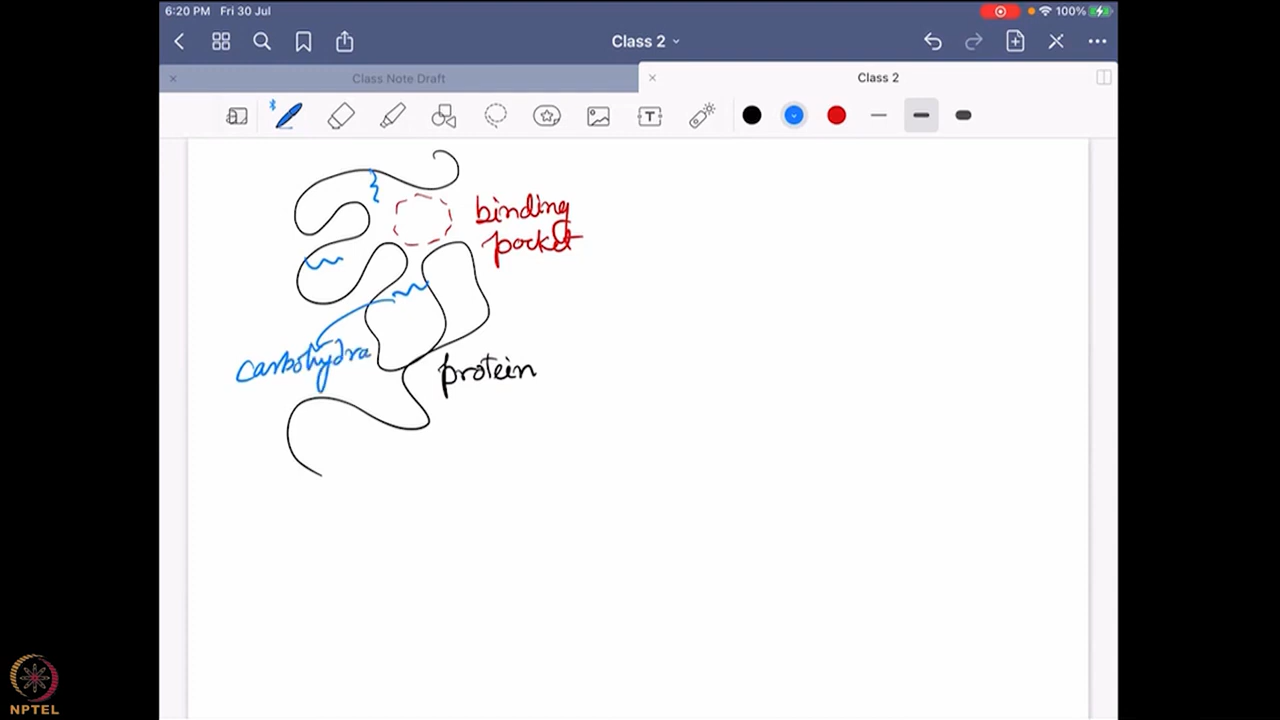 6:20 PM Fri 30 Jul
100%
Class 2
Class Note Draft
Class 2
T
binding
pocket
carbohydra
protein
NPTEL